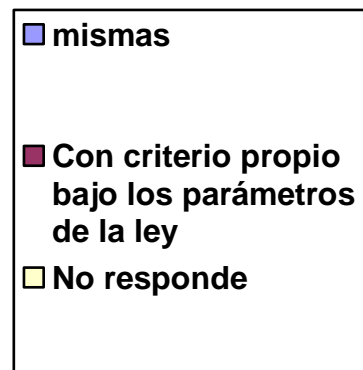 mismas
Con criterio propio
bajo los parámetros
de la ley
No responde